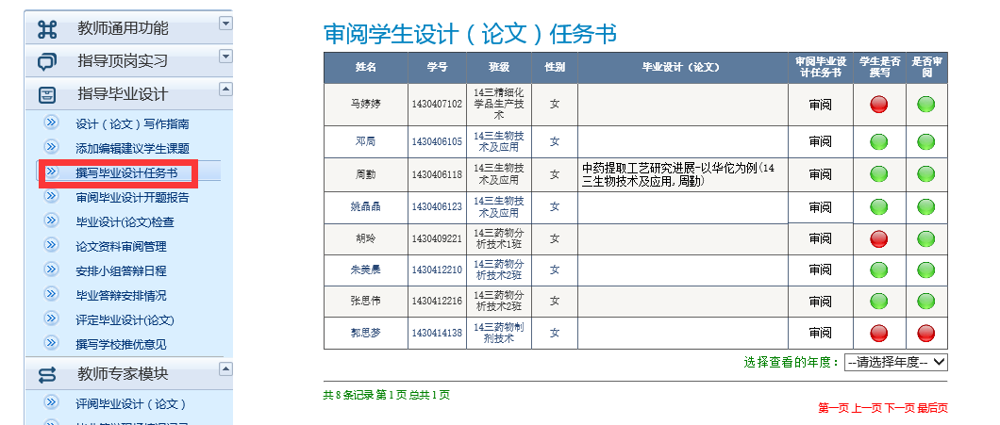 教师通用功能
指导顶岗实习
指导毕业设计
设计（论文）写作指南
添加编辑建议学生课题
撰写毕业设计任务书
审阅毕业设计开题报告
毕业设计(论文)检查
论文资料审阅管理
安排小组答辩日程
毕业答辩安排情况
评定毕业设计(论文)
撰写学校推优意见
教师专家模块
评阅毕业设计（论文）
审阅学生设计（论文）任务书
姓名 学号 班级 性别 毕业设计（论文） 审阅毕业设计任务书 学生是否撰写 是否审阅
马婷婷 1430407102 14三精细化学品生产技术 女 审阅
邓局 1430406105 14三生物技术及应用 女 审阅
周勤 1430406118 14三生物技术及应用 女 中药提取工艺研究进展-以华佗为例(14三生物技术及应用,周勤) 审阅
姚晶晶 1430406123 14三生物技术及应用 女 审阅
胡玲 1430409221 14三药物分析技术1班 女 审阅
朱美晨 1430412210 14三药物分析技术2班 女 审阅
张思伟 1430412216 14三药物分析技术2班 女 审阅
郭思梦 1430414138 14三药物制剂技术 女 审阅
选择查看的年度： --请选择年度--
共 8 条记录 第 1 页 总共 1 页
第一页 上一页 下一页 最后页